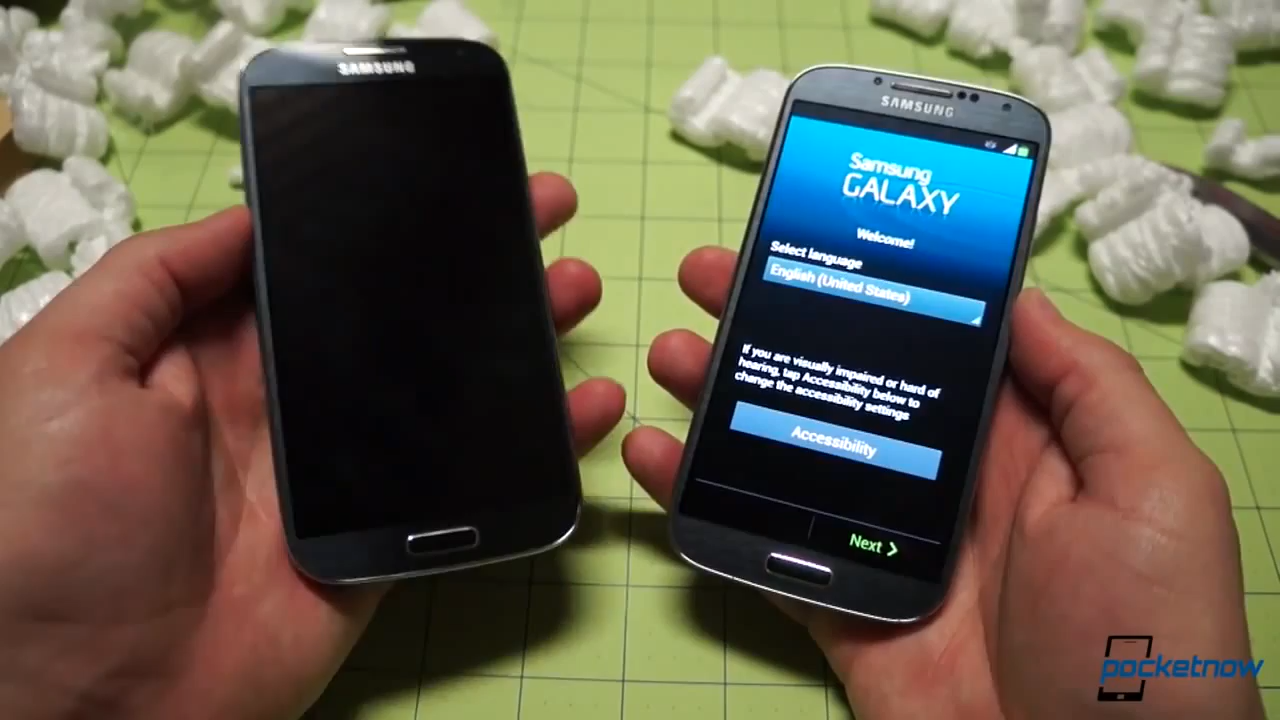 SAMSUNG
SAMSUNG
Samsung
GALAXY
Welcome!
Select language
English (United States)
If you are visually impaired or hard of
hearing, tap Accessibility below to
change the accessibility settings
Accessibility
Next
pocketnow